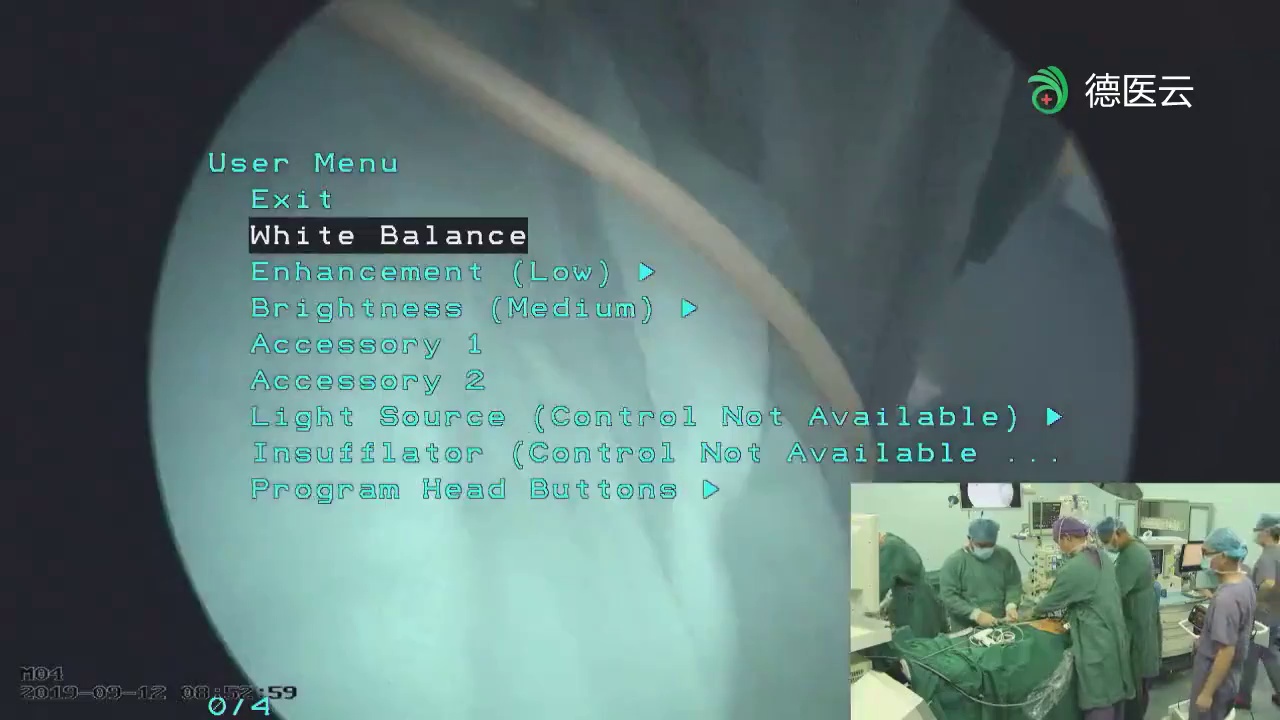 德医云
User Menu
Exit
White Balance
Enhancement (Low) ▶
Brightness (Medium) ▶
Accessory 1
Accessory 2
Light Source (Control Not Available) ▶
Insufflator (Control Not Available ...
Program Head Buttons ▶
M04
2019-09-12 08:52:59
0/4